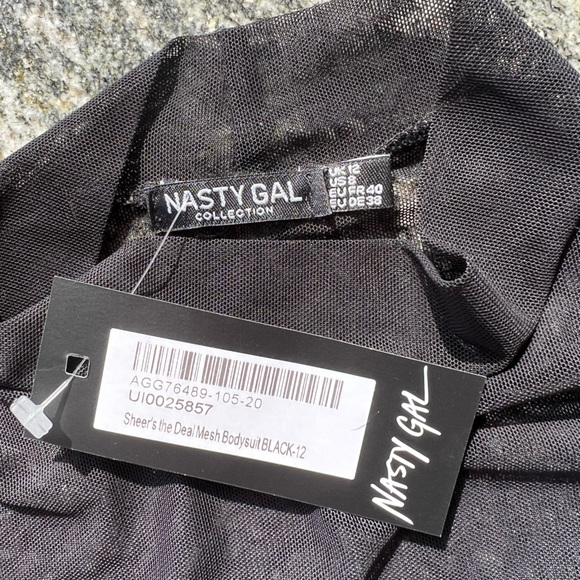 NASTY GAL
COLLECTION
UK 12
US 8
EU FR 40
EU DE 38
AGG76489-105-20
UI0025857
Sheer's the Deal Mesh Bodysuit BLACK-12
NASTY GAL